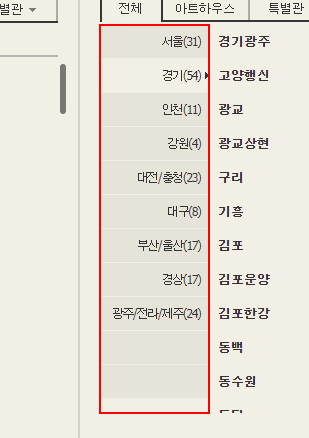 별관
전체 아트하우스 특별관
서울(31) 경기광주
경기(54) 고양행신
인천(11) 광교
강원(4) 광교상현
대전/충청(23) 구리
대구(8) 기흥
부산/울산(17) 김포
경상(17) 김포운양
광주/전라/제주(24) 김포한강
동백
동수원